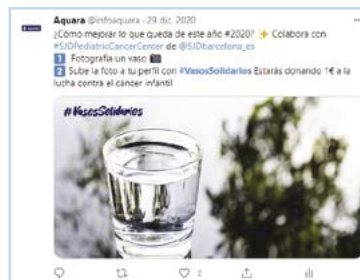 Aquara @infoaquara · 29 dic. 2020
¿Cómo mejorar lo que queda de este año #2020? ✨ Colabora con
#SJDPediatricCancerCenter de @SJDbarcelona_es
1️⃣ Fotografía un vaso 📷
2️⃣ Sube la foto a tu perfil con #VasosSolidarios Estarás donando 1€ a la
lucha contra el cáncer infantil
#VasosSolidarios
2